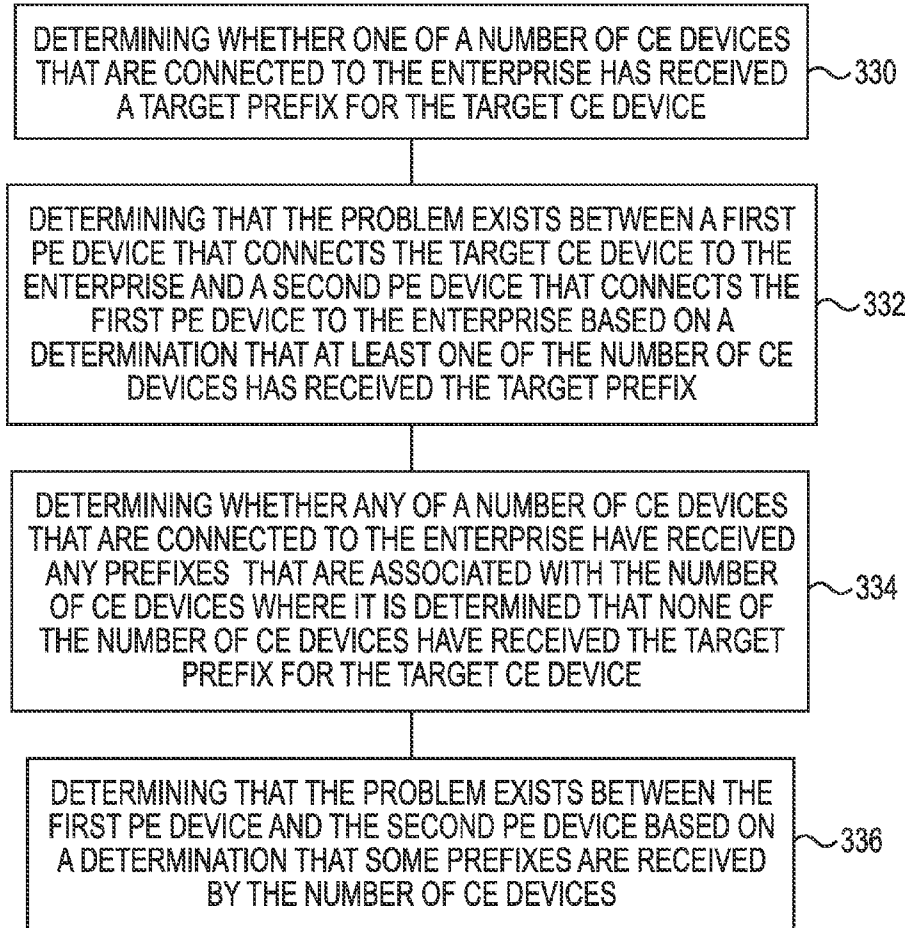 DETERMINING WHETHER ONE OF A NUMBER OF CE DEVICES
THAT ARE CONNECTED TO THE ENTERPRISE HAS RECEIVED
A TARGET PREFIX FOR THE TARGET CE DEVICE
330
DETERMINING THAT THE PROBLEM EXISTS BETWEEN A FIRST
PE DEVICE THAT CONNECTS THE TARGET CE DEVICE TO THE
ENTERPRISE AND A SECOND PE DEVICE THAT CONNECTS THE
FIRST PE DEVICE TO THE ENTERPRISE BASED ON A
DETERMINATION THAT AT LEAST ONE OF THE NUMBER OF CE
DEVICES HAS RECEIVED THE TARGET PREFIX
332
DETERMINING WHETHER ANY OF A NUMBER OF CE DEVICES
THAT ARE CONNECTED TO THE ENTERPRISE HAVE RECEIVED
ANY PREFIXES THAT ARE ASSOCIATED WITH THE NUMBER
OF CE DEVICES WHERE IT IS DETERMINED THAT NONE OF
THE NUMBER OF CE DEVICES HAVE RECEIVED THE TARGET
PREFIX FOR THE TARGET CE DEVICE
334
DETERMINING THAT THE PROBLEM EXISTS BETWEEN THE
FIRST PE DEVICE AND THE SECOND PE DEVICE BASED ON
A DETERMINATION THAT SOME PREFIXES ARE RECEIVED
BY THE NUMBER OF CE DEVICES
336